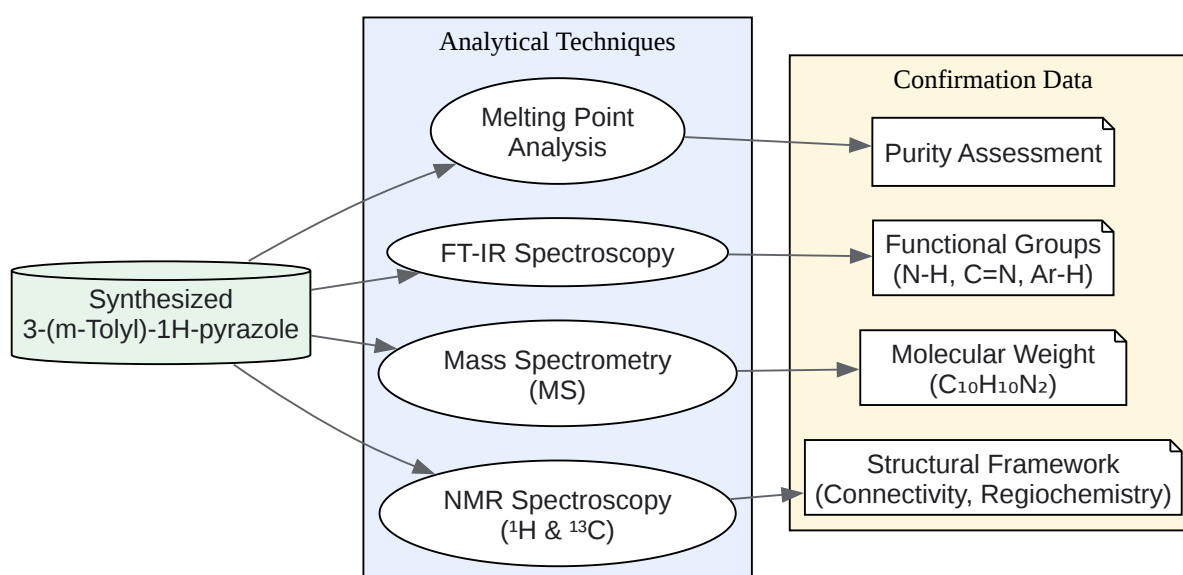 Analytical Techniques
Confirmation Data
Melting Point
Analysis
Purity Assessment
FT-IR Spectroscopy
Functional Groups
(N-H, C=N, Ar-H)
Synthesized
3-(m-Tolyl)-1H-pyrazole
Mass Spectrometry
(MS)
Molecular Weight
(C₁₀H₁₀N₂)
NMR Spectroscopy
(¹H & ¹³C)
Structural Framework
(Connectivity, Regiochemistry)